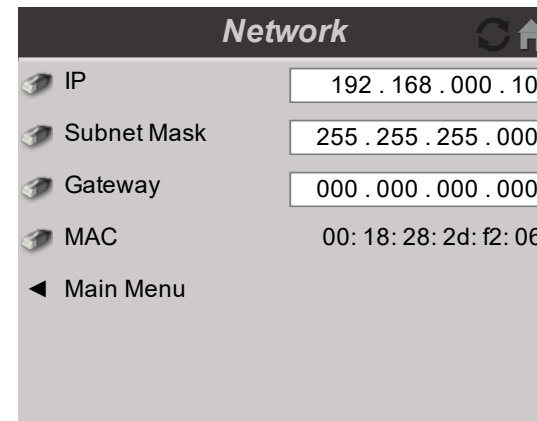 Network
IP 192 . 168 . 000 . 10
Subnet Mask 255 . 255 . 255 . 000
Gateway 000 . 000 . 000 . 000
MAC 00: 18: 28: 2d: f2: 06
◄ Main Menu